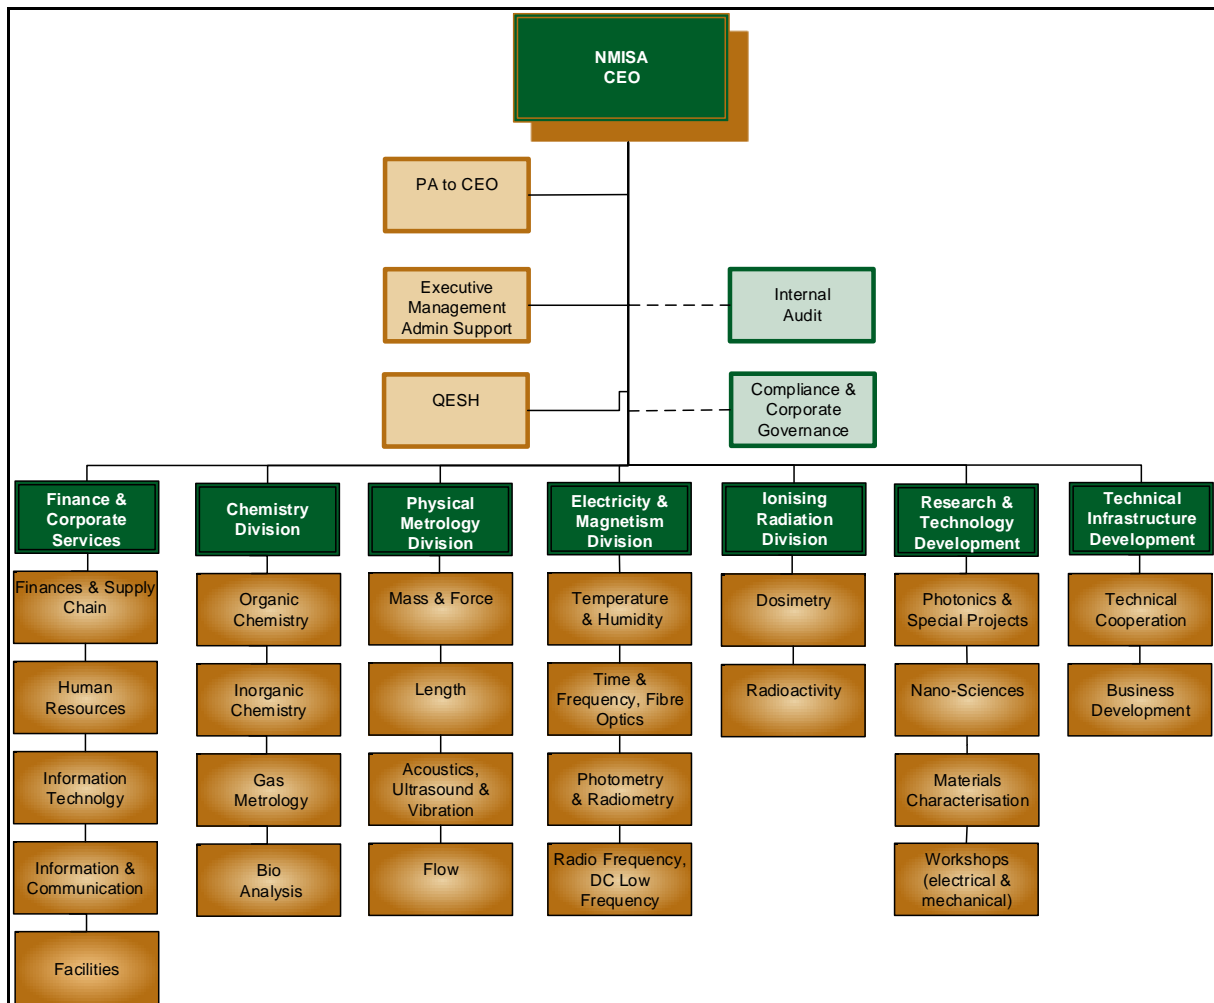 NMISA
CEO
PA to CEO
Executive
Management
Admin Support
Internal
Audit
QESH
Compliance &
Corporate
Governance
Finance &
Corporate
Services
Finances & Supply
Chain
Human
Resources
Information
Technolgy
Information &
Communication
Facilities
Chemistry
Division
Organic
Chemistry
Inorganic
Chemistry
Gas
Metrology
Bio
Analysis
Physical
Metrology
Division
Mass & Force
Length
Acoustics,
Ultrasound &
Vibration
Flow
Electricity &
Magnetism
Division
Temperature
& Humidity
Time &
Frequency, Fibre
Optics
Photometry
& Radiometry
Radio Frequency,
DC Low
Frequency
Ionising
Radiation
Division
Dosimetry
Radioactivity
Research &
Technology
Development
Photonics &
Special Projects
Nano-Sciences
Materials
Characterisation
Workshops
(electrical &
mechanical)
Technical
Infrastructure
Development
Technical
Cooperation
Business
Development